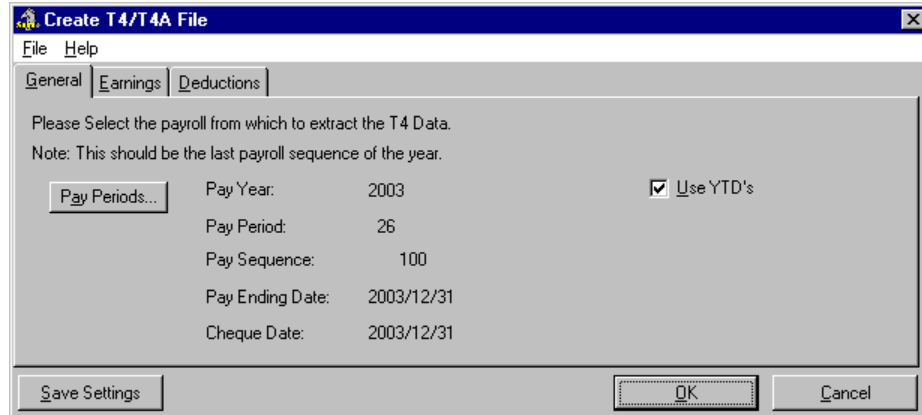 Create T4/T4A File
File Help
General Earnings Deductions
Please Select the payroll from which to extract the T4 Data.
Note: This should be the last payroll sequence of the year.
Pay Periods... Pay Year: 2003 Use YTD's
Pay Period: 26
Pay Sequence: 100
Pay Ending Date: 2003/12/31
Cheque Date: 2003/12/31
Save Settings OK Cancel